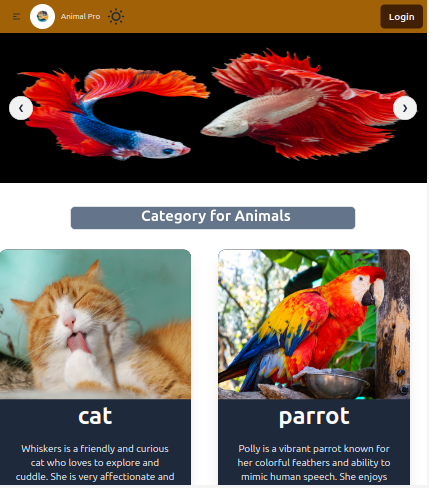 Animal Pro
Login
❮
❯
Category for Animals
cat
Whiskers is a friendly and curious
cat who loves to explore and
cuddle. She is very affectionate and
parrot
Polly is a vibrant parrot known for
her colorful feathers and ability to
mimic human speech. She enjoys